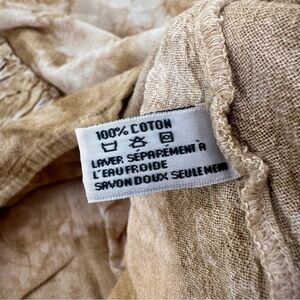 100% COTON
LAVER SÉPARÉMENT À
L'EAU FROIDE
SAVON DOUX SEULEMENT